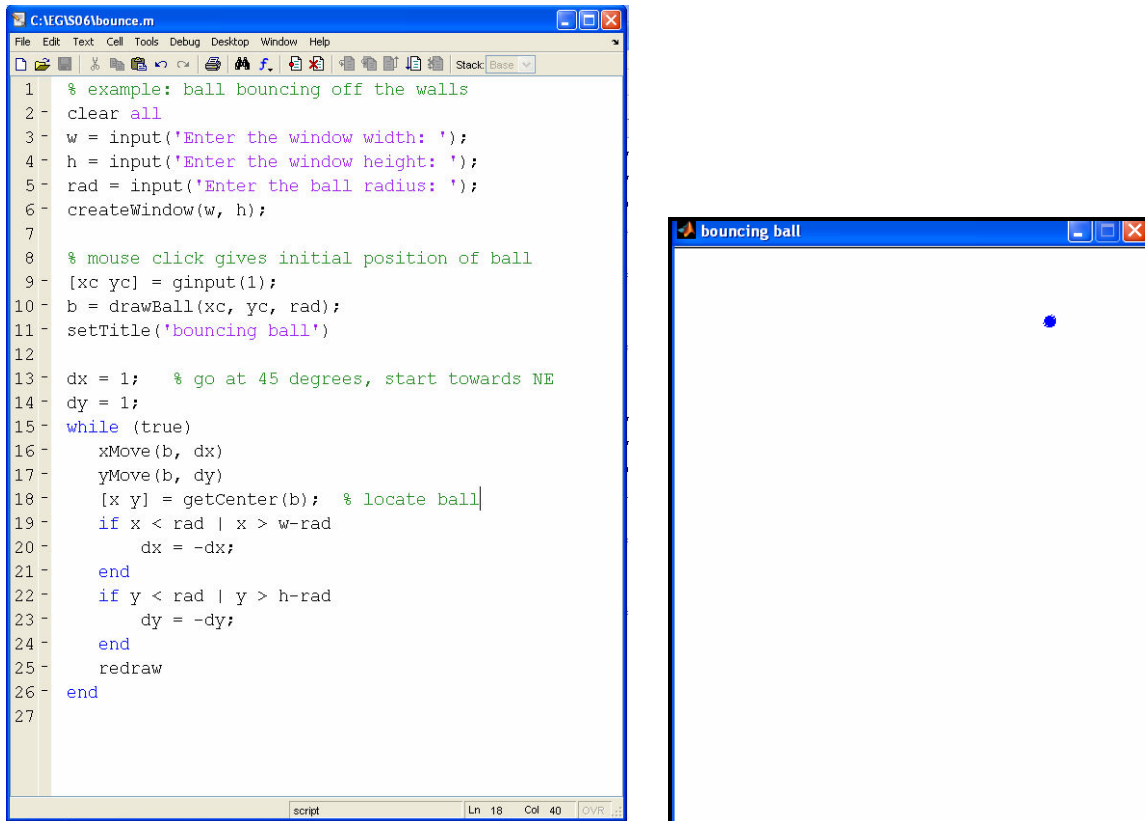 C:\EG\S06\bounce.m
File Edit Text Cell Tools Debug Desktop Window Help
Stack: Base
1 % example: ball bouncing off the walls
2 - clear all
3 - w = input('Enter the window width: ');
4 - h = input('Enter the window height: ');
5 - rad = input('Enter the ball radius: ');
6 - createWindow(w, h);
7
8 % mouse click gives initial position of ball
9 - [xc yc] = ginput(1);
10 - b = drawBall(xc, yc, rad);
11 - setTitle('bouncing ball')
12
13 - dx = 1; % go at 45 degrees, start towards NE
14 - dy = 1;
15 - while (true)
16 - xMove(b, dx)
17 - yMove(b, dy)
18 - [x y] = getCenter(b); % locate ball
19 - if x < rad | x > w-rad
20 - dx = -dx;
21 - end
22 - if y < rad | y > h-rad
23 - dy = -dy;
24 - end
25 - redraw
26 - end
27
script Ln 18 Col 40 OVR
bouncing ball